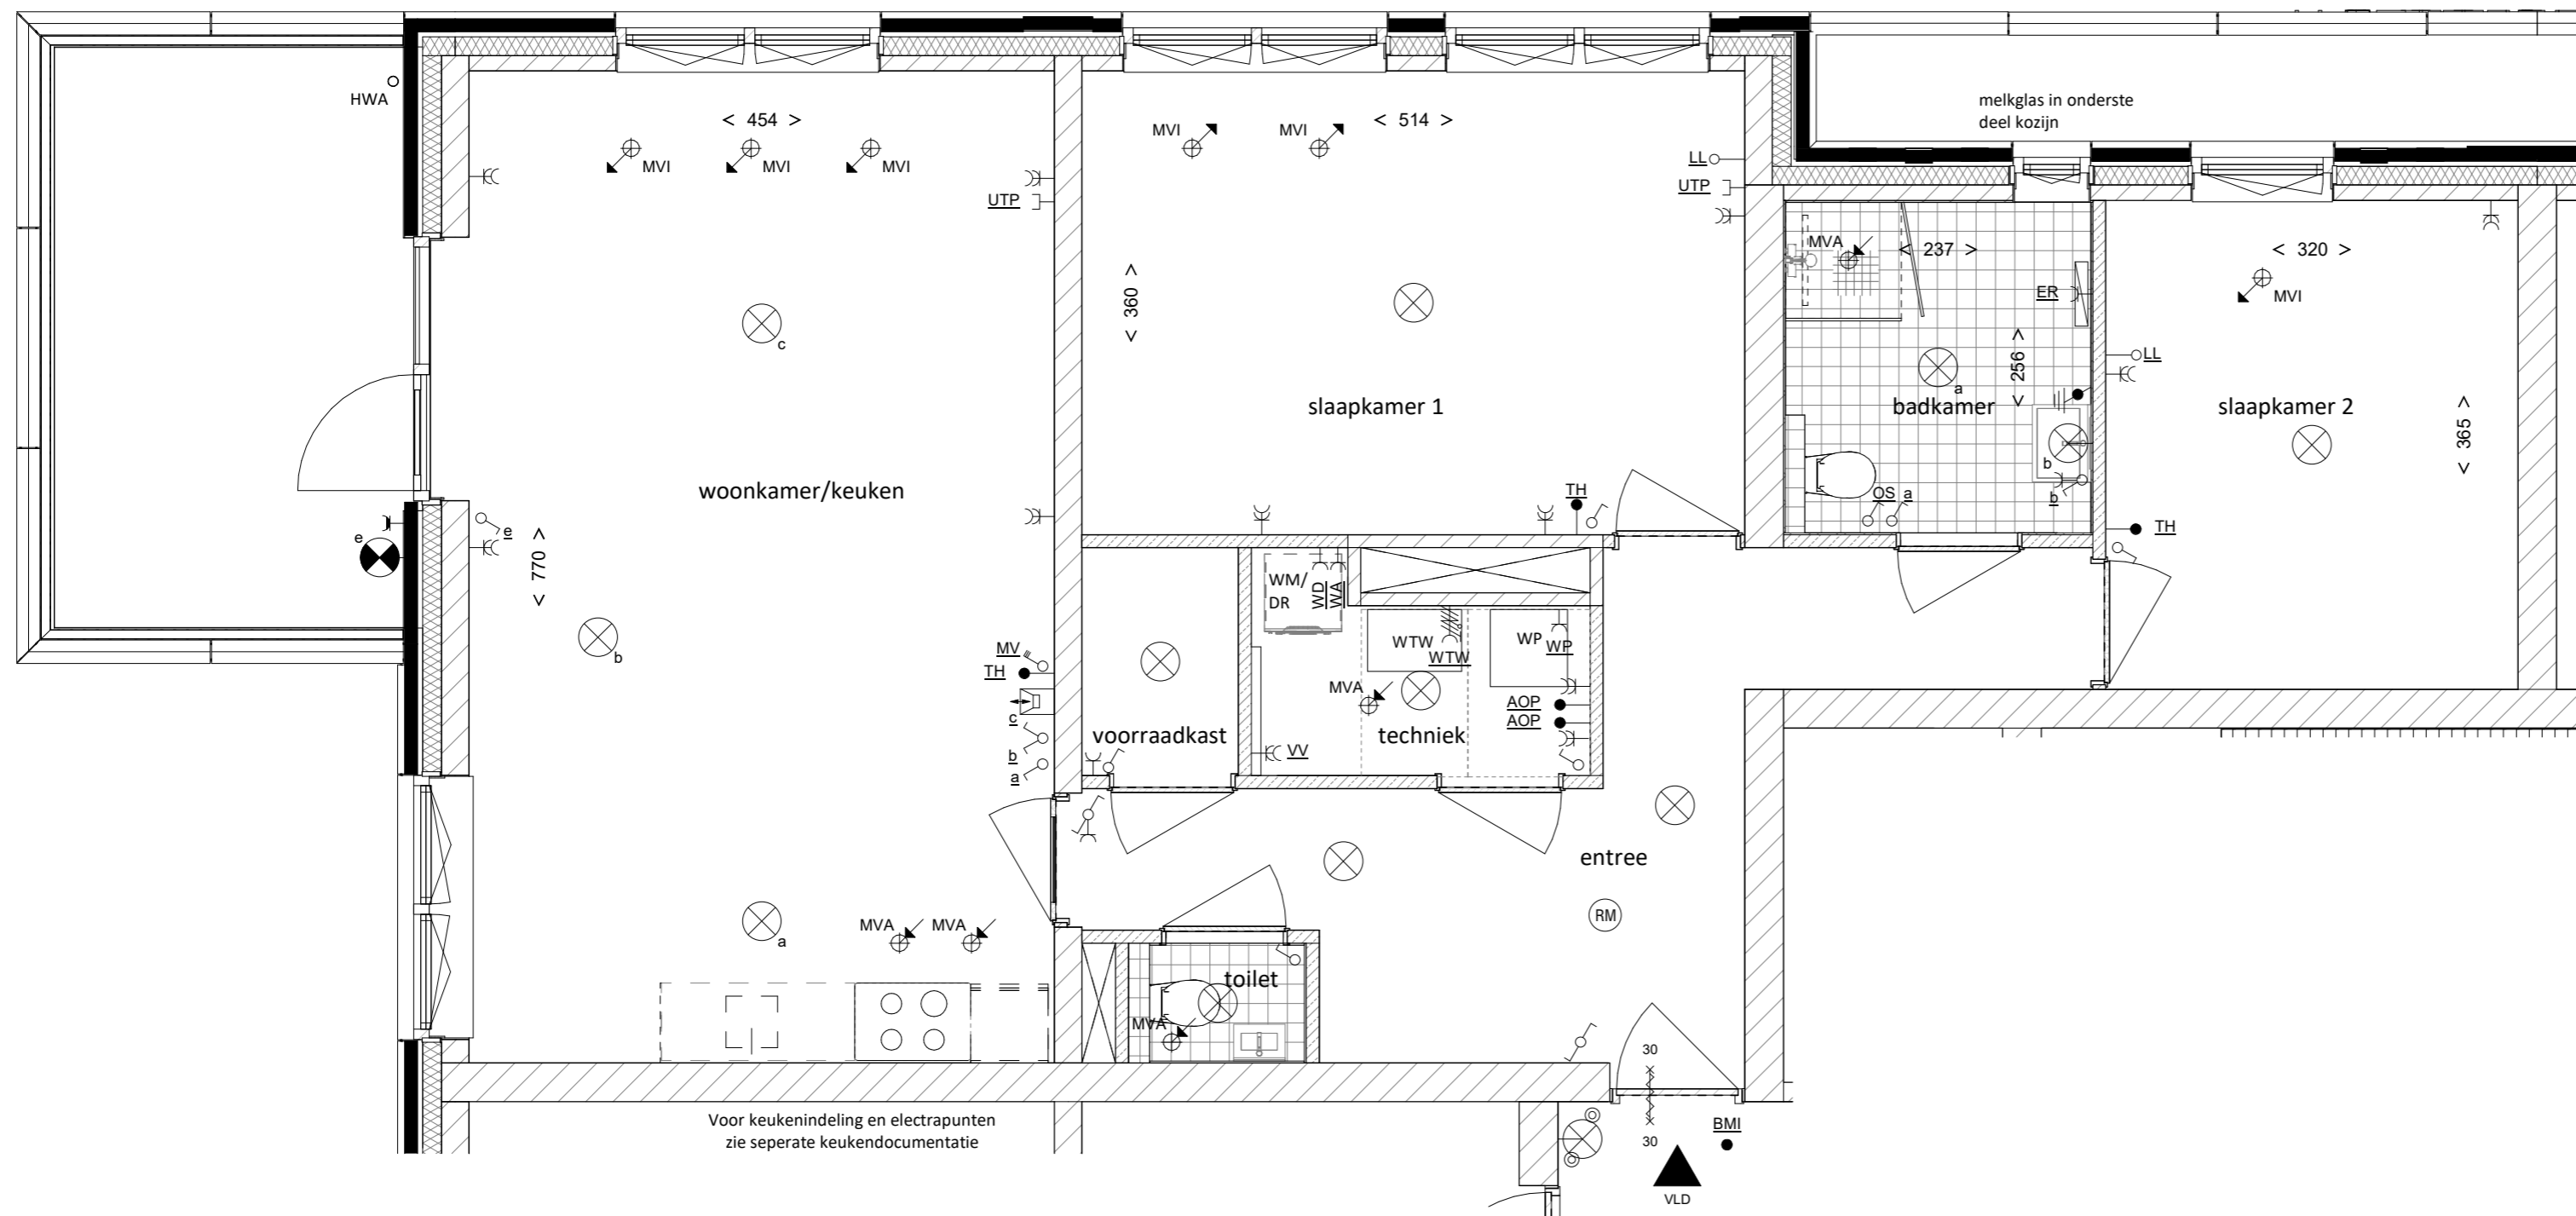 HWA
< 454 >
MVI
MVI
MVI
UTP
MVI
MVI
< 514 >
LL
UTP
melkglas in onderste
deel kozijn
MVA
< 237 >
ER
< 320 >
MVI
< 360 >
c
slaapkamer 1
a
< 256 >
badkamer
LL
slaapkamer 2
< 365 >
woonkamer/keuken
b
OS a
b
TH
TH
e
e
< 770 >
WM/
DR
WD
WA
WTW
WTW
WP
WP
b
MV
TH
c
b
a
MVA
AOP
AOP
voorraadkast
techniek
VV
entree
RM
a
MVA
MVA
toilet
MVA
30
30
BMI
VLD
Voor keukenindeling en electrapunten
zie seperate keukendocumentatie